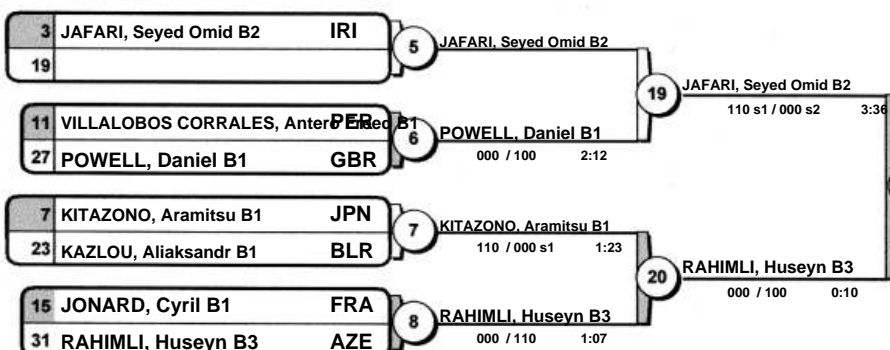 3 JAFARI, Seyed Omid B2 IRI
19
5
JAFARI, Seyed Omid B2
11 VILLALOBOS CORRALES, Antero B1 PER
27 POWELL, Daniel B1 GBR
6
POWELL, Daniel B1
000 / 100 2:12
19
JAFARI, Seyed Omid B2
110 s1 / 000 s2 3:36
7 KITAZONO, Aramitsu B1 JPN
23 KAZLOU, Aliaksandr B1 BLR
7
KITAZONO, Aramitsu B1
110 / 000 s1 1:23
15 JONARD, Cyril B1 FRA
31 RAHIMLI, Huseyn B3 AZE
8
RAHIMLI, Huseyn B3
000 / 110 1:07
20
RAHIMLI, Huseyn B3
000 / 100 0:10